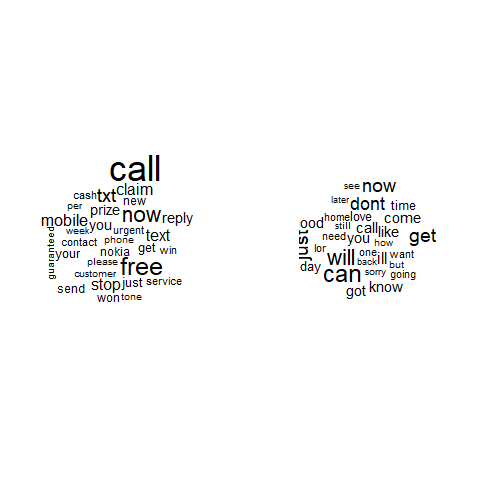 call
cash txt claim
per prize new
mobile you now reply
week urgent
guaranteed contact phone text
your nokia get win
please free
customer
send stop just service
won tone
see now
later dont time
ood home love come
still call like
just need you how get
lor will one ill want
day can back but
sorry going
got know